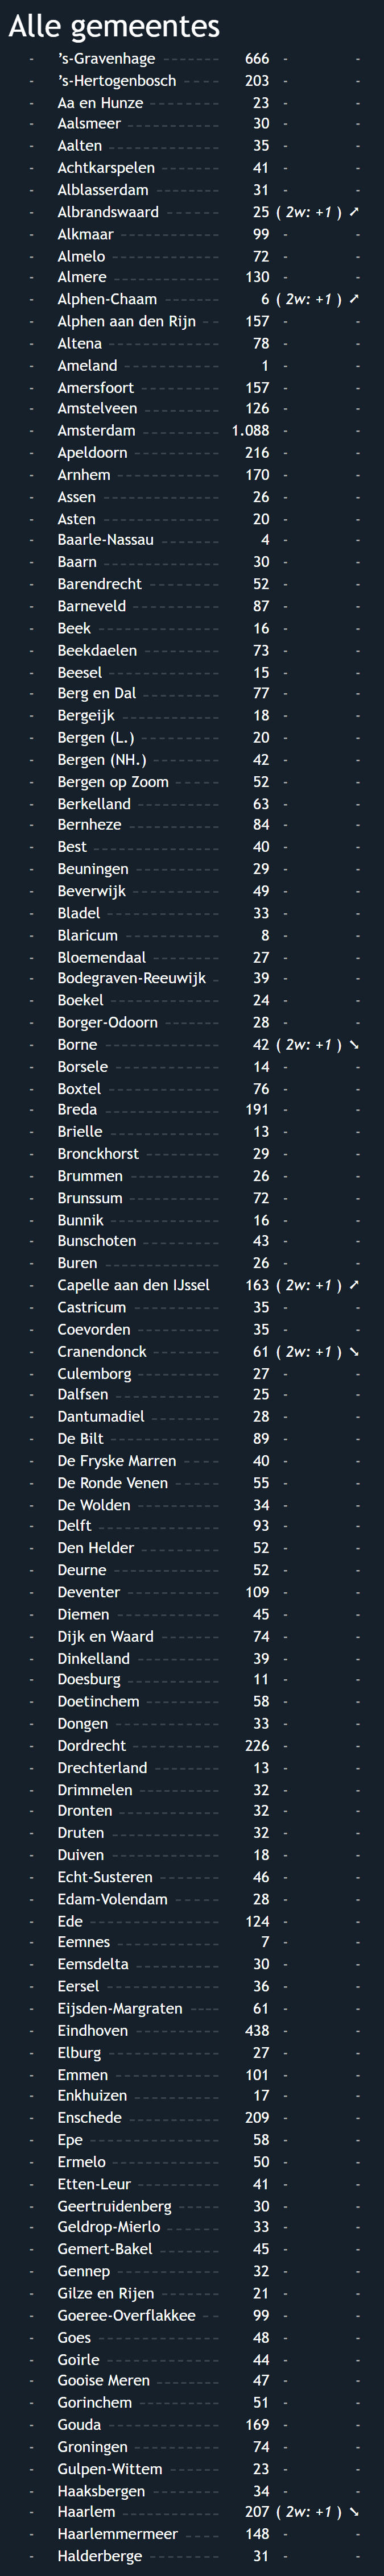 Alle gemeentes
- ’s-Gravenhage 666 - -
- ’s-Hertogenbosch 203 - -
- Aa en Hunze 23 - -
- Aalsmeer 30 - -
- Aalten 35 - -
- Achtkarspelen 41 - -
- Alblasserdam 31 - -
- Albrandswaard 25 ( 2w: +1 ) ➚
- Alkmaar 99 - -
- Almelo 72 - -
- Almere 130 - -
- Alphen-Chaam 6 ( 2w: +1 ) ➚
- Alphen aan den Rijn 157 - -
- Altena 78 - -
- Ameland 1 - -
- Amersfoort 157 - -
- Amstelveen 126 - -
- Amsterdam 1.088 - -
- Apeldoorn 216 - -
- Arnhem 170 - -
- Assen 26 - -
- Asten 20 - -
- Baarle-Nassau 4 - -
- Baarn 30 - -
- Barendrecht 52 - -
- Barneveld 87 - -
- Beek 16 - -
- Beekdaelen 73 - -
- Beesel 15 - -
- Berg en Dal 77 - -
- Bergeijk 18 - -
- Bergen (L.) 20 - -
- Bergen (NH.) 42 - -
- Bergen op Zoom 52 - -
- Berkelland 63 - -
- Bernheze 84 - -
- Best 40 - -
- Beuningen 29 - -
- Beverwijk 49 - -
- Bladel 33 - -
- Blaricum 8 - -
- Bloemendaal 27 - -
- Bodegraven-Reeuwijk 39 - -
- Boekel 24 - -
- Borger-Odoorn 28 - -
- Borne 42 ( 2w: +1 ) ➘
- Borsele 14 - -
- Boxtel 76 - -
- Breda 191 - -
- Brielle 13 - -
- Bronckhorst 29 - -
- Brummen 26 - -
- Brunssum 72 - -
- Bunnik 16 - -
- Bunschoten 43 - -
- Buren 26 - -
- Capelle aan den IJssel 163 ( 2w: +1 ) ➚
- Castricum 35 - -
- Coevorden 35 - -
- Cranendonck 61 ( 2w: +1 ) ➘
- Culemborg 27 - -
- Dalfsen 25 - -
- Dantumadiel 28 - -
- De Bilt 89 - -
- De Fryske Marren 40 - -
- De Ronde Venen 55 - -
- De Wolden 34 - -
- Delft 93 - -
- Den Helder 52 - -
- Deurne 52 - -
- Deventer 109 - -
- Diemen 45 - -
- Dijk en Waard 74 - -
- Dinkelland 39 - -
- Doesburg 11 - -
- Doetinchem 58 - -
- Dongen 33 - -
- Dordrecht 226 - -
- Drechterland 13 - -
- Drimmelen 32 - -
- Dronten 32 - -
- Druten 32 - -
- Duiven 18 - -
- Echt-Susteren 46 - -
- Edam-Volendam 28 - -
- Ede 124 - -
- Eemnes 7 - -
- Eemsdelta 30 - -
- Eersel 36 - -
- Eijsden-Margraten 61 - -
- Eindhoven 438 - -
- Elburg 27 - -
- Emmen 101 - -
- Enkhuizen 17 - -
- Enschede 209 - -
- Epe 58 - -
- Ermelo 50 - -
- Etten-Leur 41 - -
- Geertruidenberg 30 - -
- Geldrop-Mierlo 33 - -
- Gemert-Bakel 45 - -
- Gennep 32 - -
- Gilze en Rijen 21 - -
- Goeree-Overflakkee 99 - -
- Goes 48 - -
- Goirle 44 - -
- Gooise Meren 47 - -
- Gorinchem 51 - -
- Gouda 169 - -
- Groningen 74 - -
- Gulpen-Wittem 23 - -
- Haaksbergen 34 - -
- Haarlem 207 ( 2w: +1 ) ➘
- Haarlemmermeer 148 - -
- Halderberge 31 - -